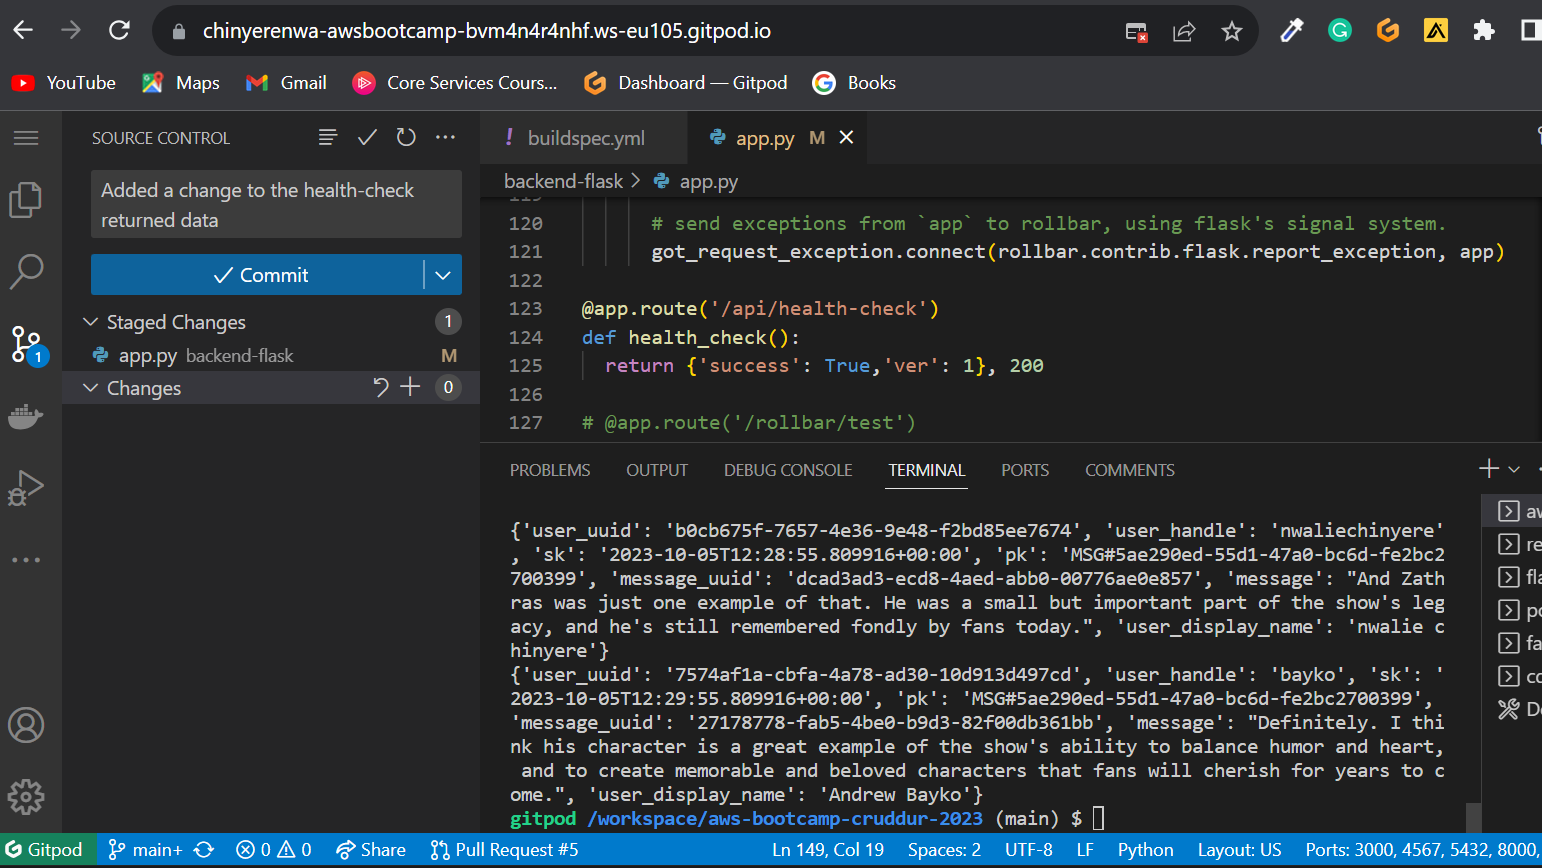 chinyerenwa-awsbootcamp-bvm4n4r4nhf.ws-eu105.gitpod.io
YouTube Maps Gmail Core Services Cours... Dashboard — Gitpod Books
SOURCE CONTROL
Added a change to the health-check
returned data
Commit
Staged Changes 1
app.py backend-flask M
Changes 0
1
buildspec.yml app.py M
backend-flask > app.py
119
120 # send exceptions from `app` to rollbar, using flask's signal system.
121 got_request_exception.connect(rollbar.contrib.flask.report_exception, app)
122
123 @app.route('/api/health-check')
124 def health_check():
125 return {'success': True,'ver': 1}, 200
126
127 # @app.route('/rollbar/test')
PROBLEMS OUTPUT DEBUG CONSOLE TERMINAL PORTS COMMENTS
{'user_uuid': 'b0cb675f-7657-4e36-9e48-f2bd85ee7674', 'user_handle': 'nwaliechinyere'
, 'sk': '2023-10-05T12:28:55.809916+00:00', 'pk': 'MSG#5ae290ed-55d1-47a0-bc6d-fe2bc2
700399', 'message_uuid': 'dcad3ad3-ecd8-4aed-abb0-00776ae0e857', 'message': "And Zath
ras was just one example of that. He was a small but important part of the show's leg
acy, and he's still remembered fondly by fans today.", 'user_display_name': 'nwalie c
hinyere'}
{'user_uuid': '7574af1a-cbfa-4a78-ad30-10d913d497cd', 'user_handle': 'bayko', 'sk': '
2023-10-05T12:29:55.809916+00:00', 'pk': 'MSG#5ae290ed-55d1-47a0-bc6d-fe2bc2700399',
'message_uuid': '27178778-fab5-4be0-b9d3-82f00db361bb', 'message': "Definitely. I thi
nk his character is a great example of the show's ability to balance humor and heart,
and to create memorable and beloved characters that fans will cherish for years to c
ome.", 'user_display_name': 'Andrew Bayko'}
gitpod /workspace/aws-bootcamp-cruddur-2023 (main) $
aw
re
fla
po
fa
co
De
Gitpod main+ 0 0 Share Pull Request #5 Ln 149, Col 19 Spaces: 2 UTF-8 LF Python Layout: US Ports: 3000, 4567, 5432, 8000,